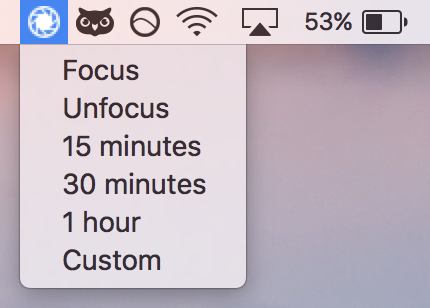 53%
Focus
Unfocus
15 minutes
30 minutes
1 hour
Custom